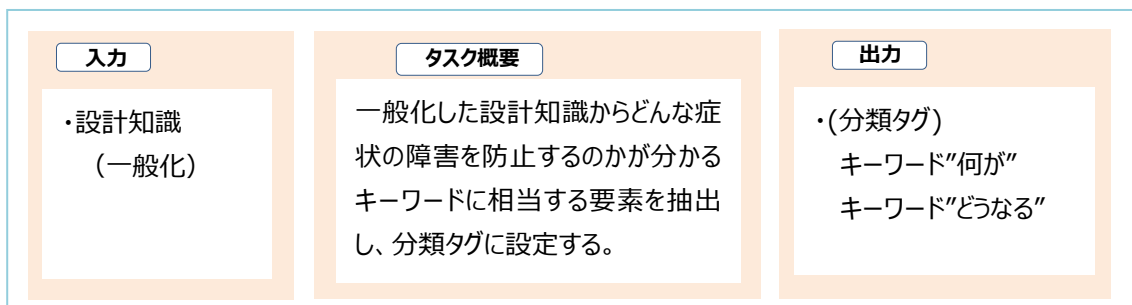 入力
・設計知識
（一般化）
タスク概要
一般化した設計知識からどんな症
状の障害を防止するのかが分かる
キーワードに相当する要素を抽出
し、分類タグに設定する。
出力
・(分類タグ)
キーワード"何が"
キーワード"どうなる"